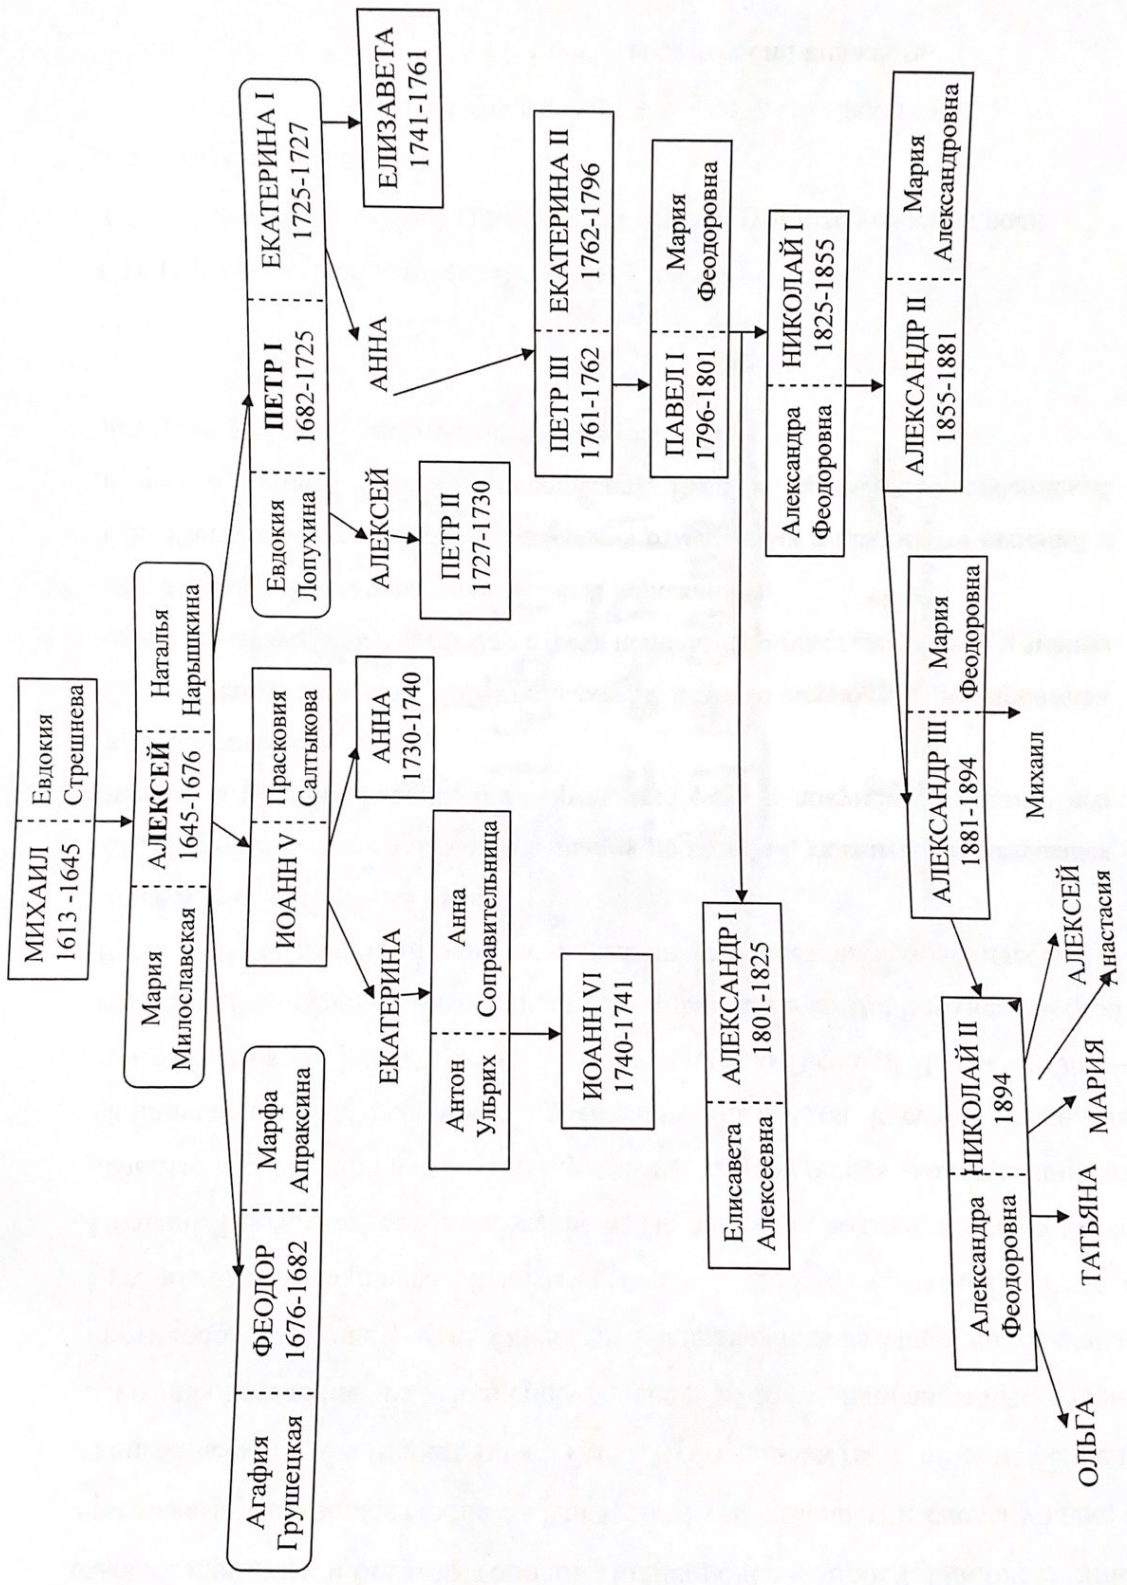 МИХАИЛ
1613 -1645
Евдокия
Стрешнева
Мария
Милославская
АЛЕКСЕЙ
1645-1676
Наталья
Нарышкина
Агафия
Грушецкая
ФЕОДОР
1676-1682
Марфа
Апраксина
ИОАНН V
Прасковия
Салтыкова
Евдокия
Лопухина
ПЕТР I
1682-1725
ЕКАТЕРИНА I
1725-1727
ЕКАТЕРИНА
АННА
1730-1740
АЛЕКСЕЙ
АННА
ЕЛИЗАВЕТА
1741-1761
Антон
Ульрих
Анна
Соправительница
ПЕТР II
1727-1730
ИОАНН VI
1740-1741
ПЕТР III
1761-1762
ЕКАТЕРИНА II
1762-1796
ПАВЕЛ I
1796-1801
Мария
Феодоровна
Елисавета
Алексеевна
АЛЕКСАНДР I
1801-1825
Александра
Феодоровна
НИКОЛАЙ I
1825-1855
АЛЕКСАНДР II
1855-1881
Мария
Александровна
АЛЕКСАНДР III
1881-1894
Мария
Феодоровна
Александра
Феодоровна
НИКОЛАЙ II
1894
Михаил
ОЛЬГА
ТАТЬЯНА
МАРИЯ
АЛЕКСЕЙ
Анастасия